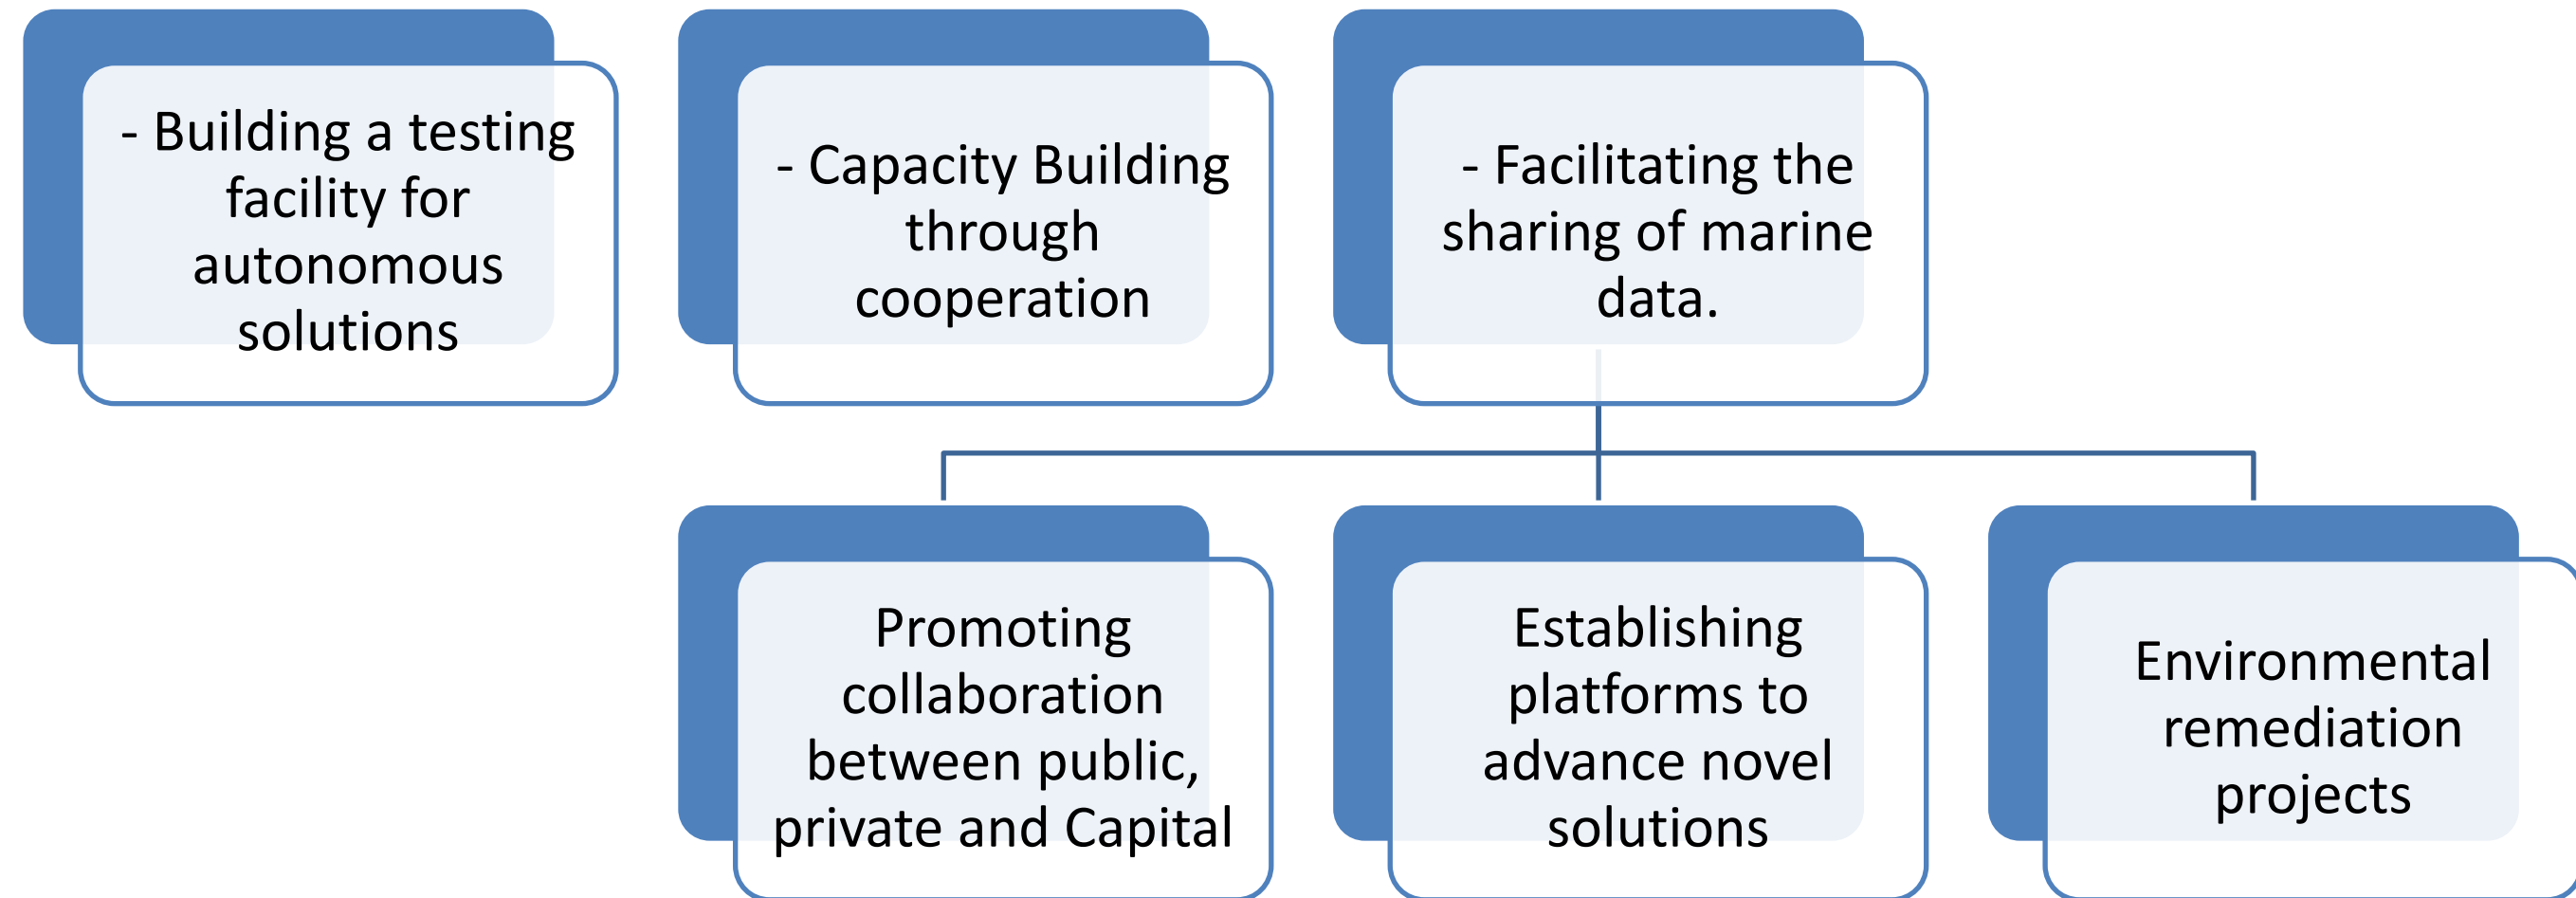 - Building a testing
facility for
autonomous
solutions
- Capacity Building
through
cooperation
- Facilitating the
sharing of marine
data.
Promoting
collaboration
between public,
private and Capital
Establishing
platforms to
advance novel
solutions
Environmental
remediation
projects